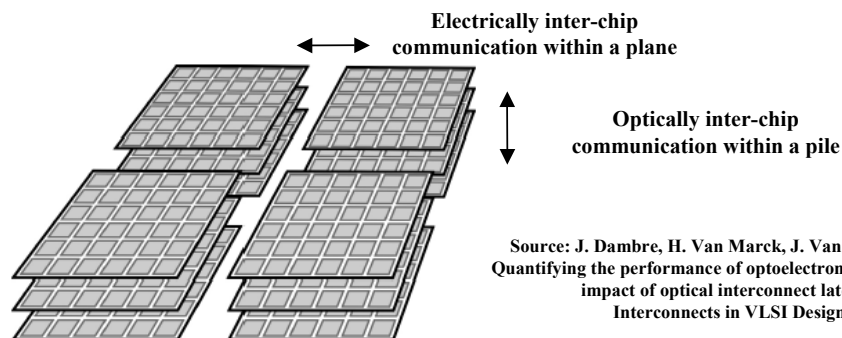 Electrically inter-chip
communication within a plane
Optically inter-chip
communication within a pile
Source: J. Dambre, H. Van Marck, J. Van
Quantifying the performance of optoelectron
impact of optical interconnect lat
Interconnects in VLSI Design